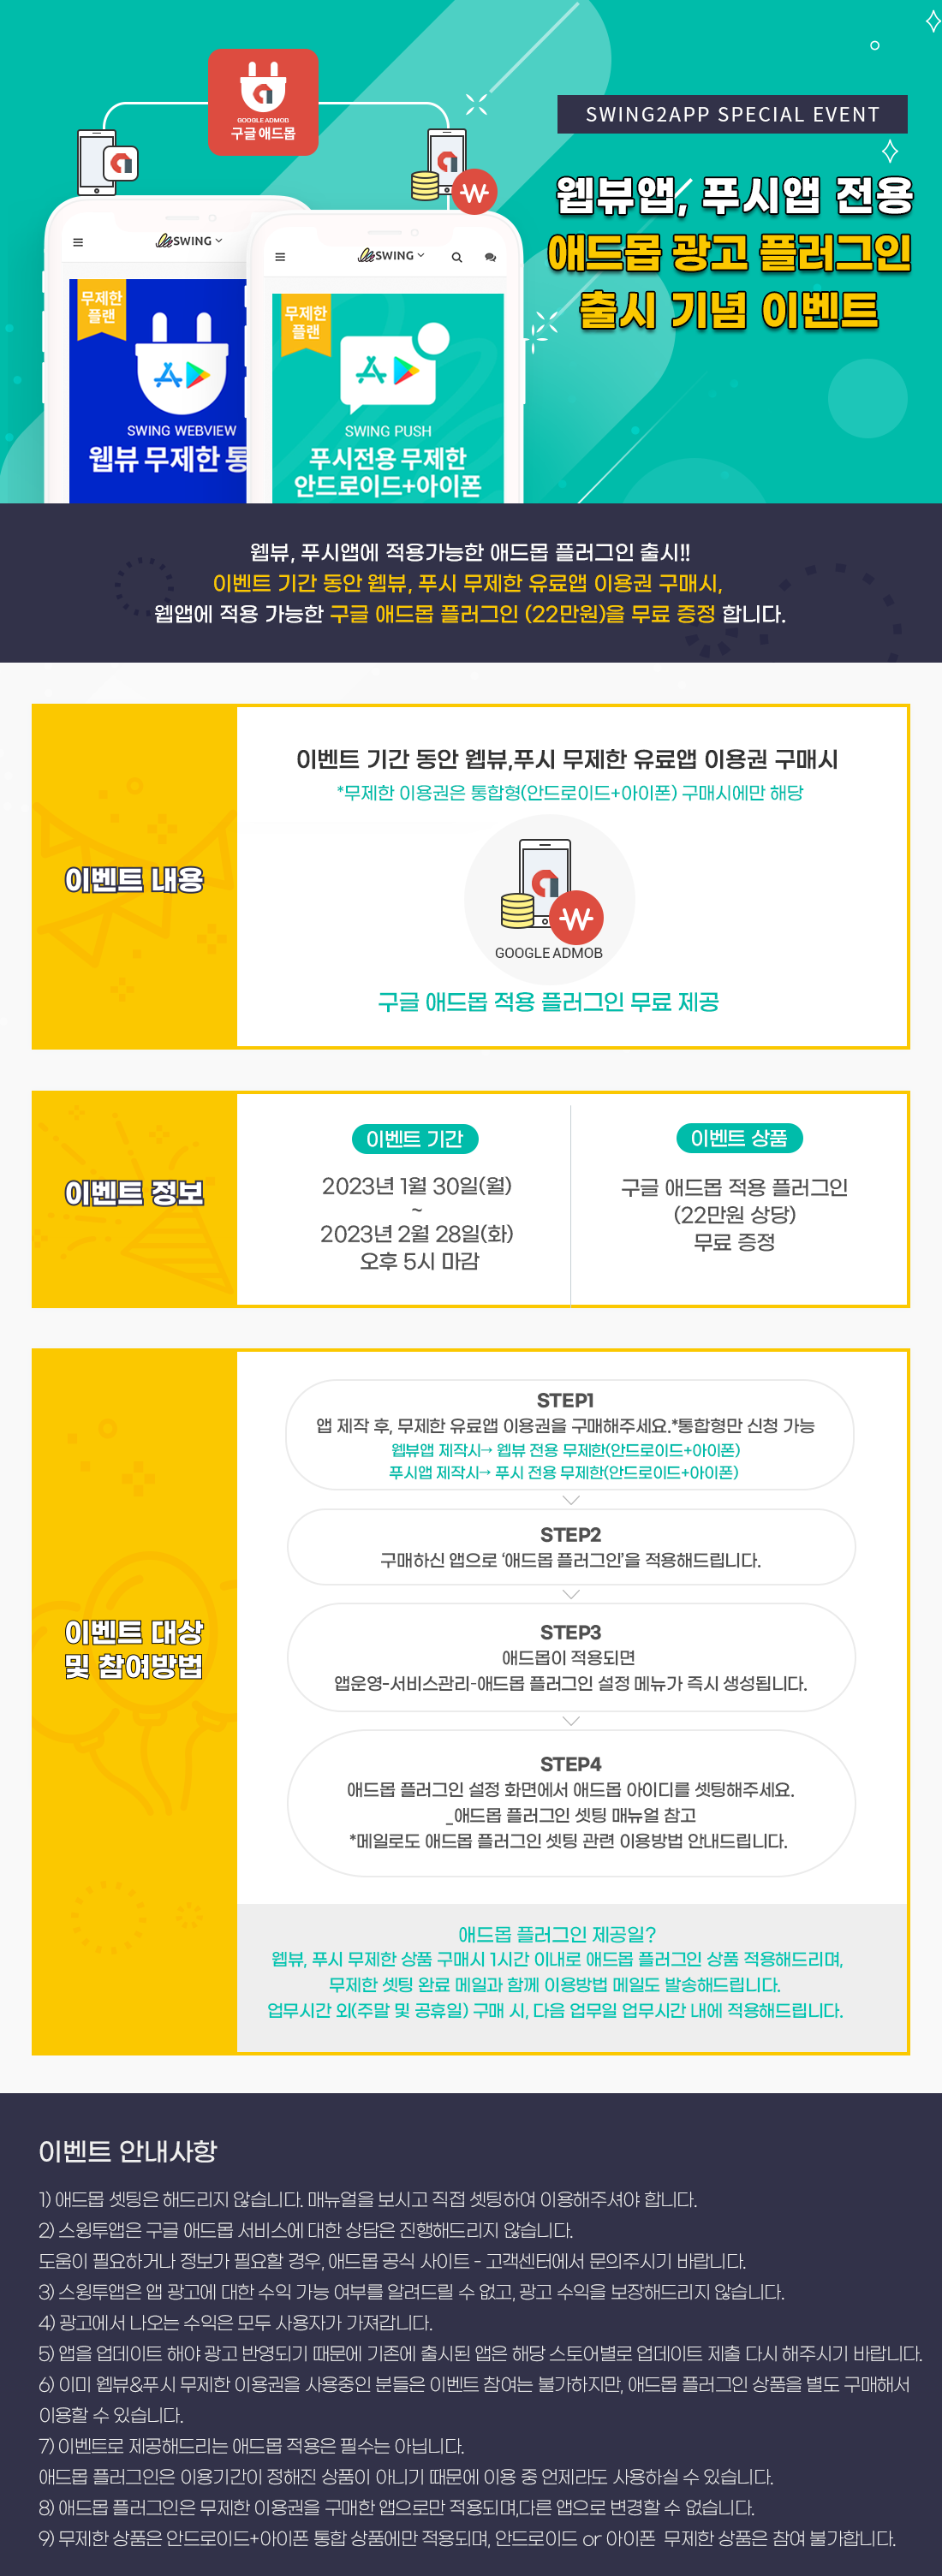 SWING2APP SPECIAL EVENT
웹뷰앱, 푸시앱 전용
애드몹 광고 플러그인
출시 기념 이벤트
GOOGLE ADMOB
구글 애드몹
SWING
SWING
무제한
플랜
무제한
플랜
SWING WEBVIEW
웹뷰 무제한 통
SWING PUSH
푸시전용 무제한
안드로이드+아이폰
웹뷰, 푸시앱에 적용가능한 애드몹 플러그인 출시!!
이벤트 기간 동안 웹뷰, 푸시 무제한 유료앱 이용권 구매시,
웹앱에 적용 가능한 구글 애드몹 플러그인 (22만원)을 무료 증정 합니다.
이벤트 내용
이벤트 기간 동안 웹뷰,푸시 무제한 유료앱 이용권 구매시
*무제한 이용권은 통합형(안드로이드+아이폰) 구매시에만 해당
GOOGLE ADMOB
구글 애드몹 적용 플러그인 무료 제공
이벤트 정보
이벤트 기간
2023년 1월 30일(월)
~
2023년 2월 28일(화)
오후 5시 마감
이벤트 상품
구글 애드몹 적용 플러그인
(22만원 상당)
무료 증정
이벤트 대상
및 참여방법
STEP1
앱 제작 후, 무제한 유료앱 이용권을 구매해주세요.*통합형만 신청 가능
웹뷰앱 제작시→ 웹뷰 전용 무제한(안드로이드+아이폰)
푸시앱 제작시→ 푸시 전용 무제한(안드로이드+아이폰)
STEP2
구매하신 앱으로 ‘애드몹 플러그인’을 적용해드립니다.
STEP3
애드몹이 적용되면
앱운영-서비스관리-애드몹 플러그인 설정 메뉴가 즉시 생성됩니다.
STEP4
애드몹 플러그인 설정 화면에서 애드몹 아이디를 셋팅해주세요.
_애드몹 플러그인 셋팅 매뉴얼 참고
*메일로도 애드몹 플러그인 셋팅 관련 이용방법 안내드립니다.
애드몹 플러그인 제공일?
웹뷰, 푸시 무제한 상품 구매시 1시간 이내로 애드몹 플러그인 상품 적용해드리며,
무제한 셋팅 완료 메일과 함께 이용방법 메일도 발송해드립니다.
업무시간 외(주말 및 공휴일) 구매 시, 다음 업무일 업무시간 내에 적용해드립니다.
이벤트 안내사항
1) 애드몹 셋팅은 해드리지 않습니다. 매뉴얼을 보시고 직접 셋팅하여 이용해주셔야 합니다.
2) 스윙투앱은 구글 애드몹 서비스에 대한 상담은 진행해드리지 않습니다.
도움이 필요하거나 정보가 필요할 경우, 애드몹 공식 사이트 - 고객센터에서 문의주시기 바랍니다.
3) 스윙투앱은 앱 광고에 대한 수익 가능 여부를 알려드릴 수 없고, 광고 수익을 보장해드리지 않습니다.
4) 광고에서 나오는 수익은 모두 사용자가 가져갑니다.
5) 앱을 업데이트 해야 광고 반영되기 때문에 기존에 출시된 앱은 해당 스토어별로 업데이트 제출 다시 해주시기 바랍니다.
6) 이미 웹뷰&푸시 무제한 이용권을 사용중인 분들은 이벤트 참여는 불가하지만, 애드몹 플러그인 상품을 별도 구매해서
이용할 수 있습니다.
7) 이벤트로 제공해드리는 애드몹 적용은 필수는 아닙니다.
애드몹 플러그인은 이용기간이 정해진 상품이 아니기 때문에 이용 중 언제라도 사용하실 수 있습니다.
8) 애드몹 플러그인은 무제한 이용권을 구매한 앱으로만 적용되며,다른 앱으로 변경할 수 없습니다.
9) 무제한 상품은 안드로이드+아이폰 통합 상품에만 적용되며, 안드로이드 or 아이폰 무제한 상품은 참여 불가합니다.